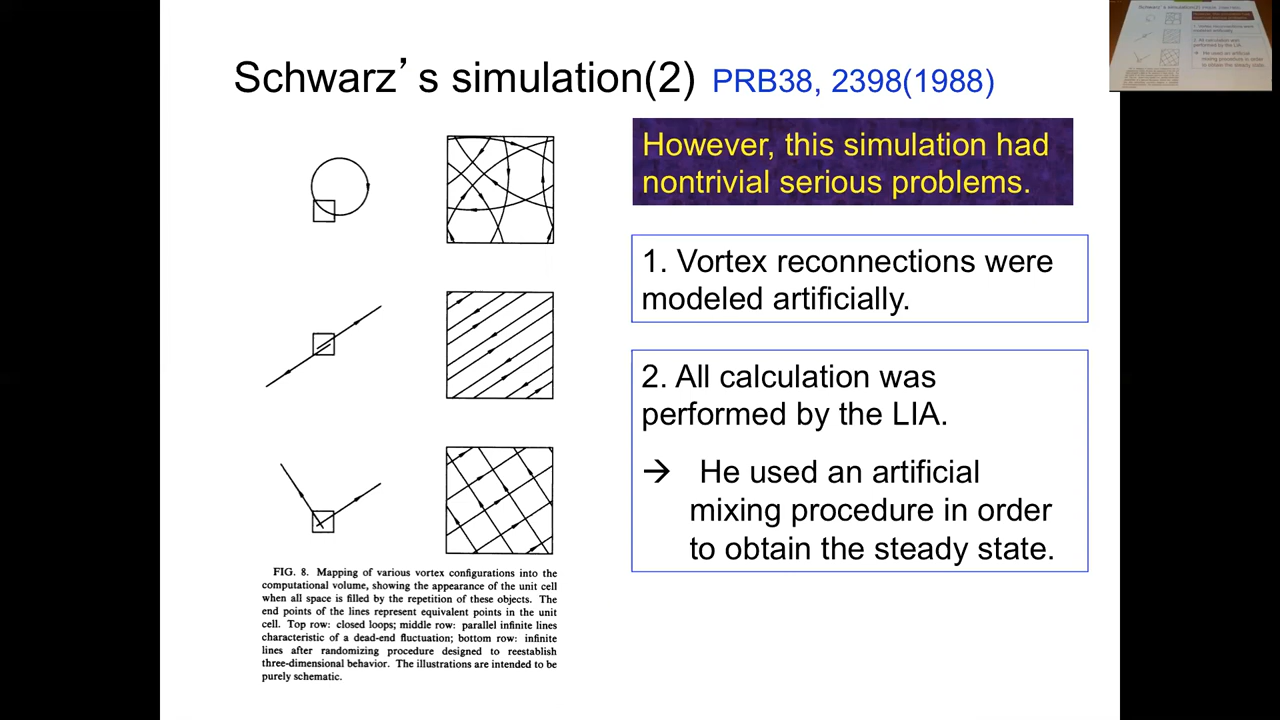 Schwarz’s simulation(2) PRB38, 2398(1988)
However, this simulation had
nontrivial serious problems.
1. Vortex reconnections were
modeled artificially.
2. All calculation was
performed by the LIA.
→ He used an artificial
mixing procedure in order
to obtain the steady state.
FIG. 8. Mapping of various vortex configurations into the
computational volume, showing the appearance of the unit cell
when all space is filled by the repetition of these objects. The
end points of the lines represent equivalent points in the unit
cell. Top row: closed loops; middle row: parallel infinite lines
characteristic of a dead-end fluctuation; bottom row: infinite
lines after randomizing procedure designed to reestablish
three-dimensional behavior. The illustrations are intended to be
purely schematic.